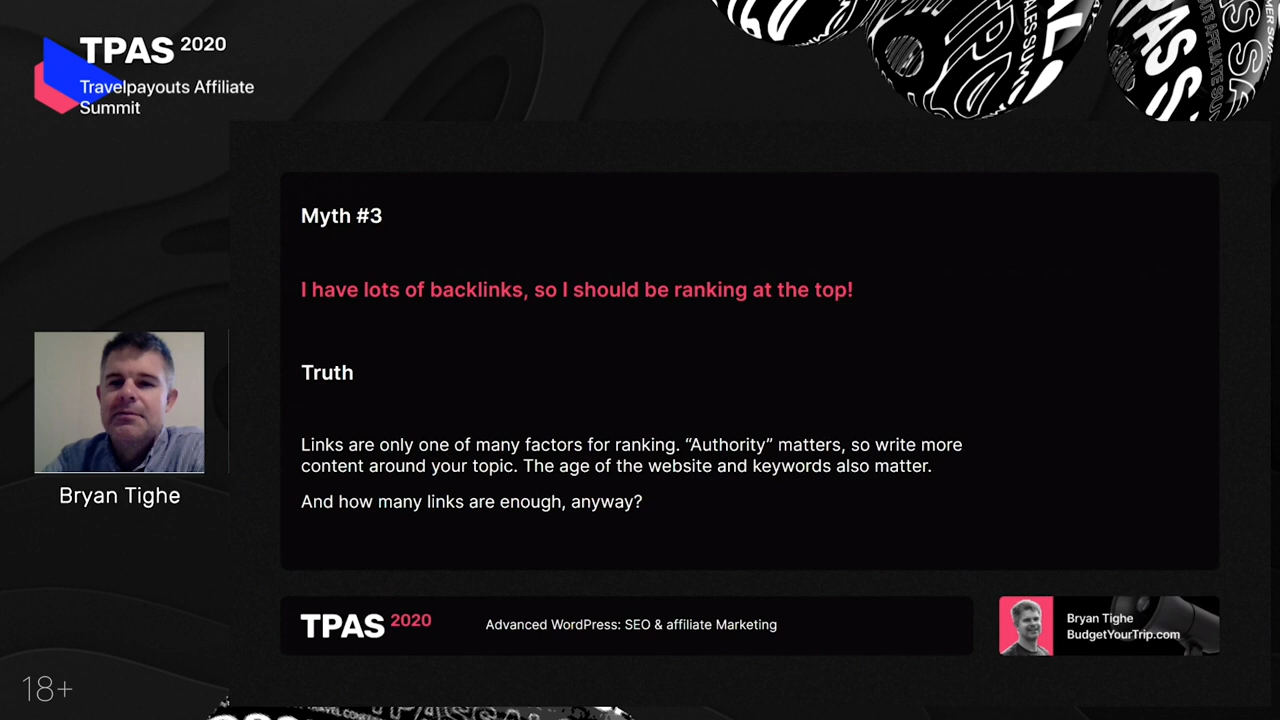 TPAS 2020
Travelpayouts Affiliate
Summit
Myth #3
I have lots of backlinks, so I should be ranking at the top!
Truth
Links are only one of many factors for ranking. “Authority” matters, so write more
content around your topic. The age of the website and keywords also matter.
And how many links are enough, anyway?
Bryan Tighe
TPAS 2020
Advanced WordPress: SEO & affiliate Marketing
Bryan Tighe
BudgetYourTrip.com
18+